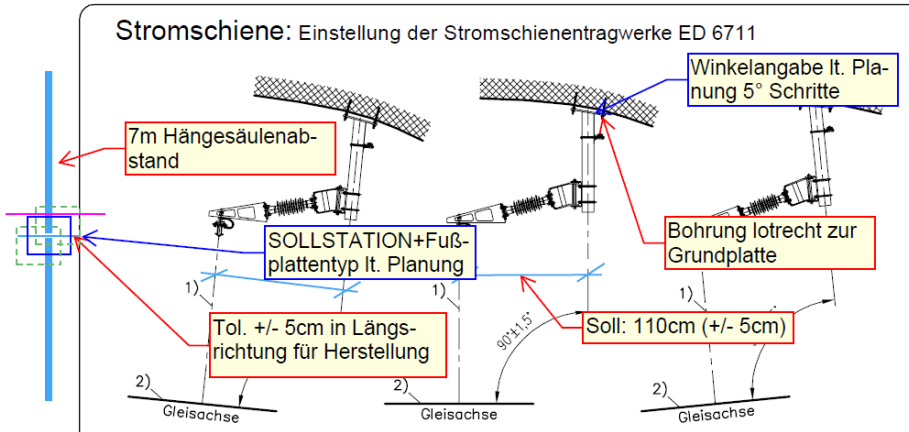 Stromschiene: Einstellung der Stromschienentragwerke ED 6711
Winkelangabe lt. Pla-
nung 5° Schritte
7m Hängesäulenab-
stand
SOLLSTATION+Fuß-
plattentyp lt. Planung
Bohrung lotrecht zur
Grundplatte
Tol. +/- 5cm in Längs-
richtung für Herstellung
Soll: 110cm (+/- 5cm)
1)
1)
1)
90°±1,5°
2)
2)
2)
Gleisachse
Gleisachse
Gleisachse